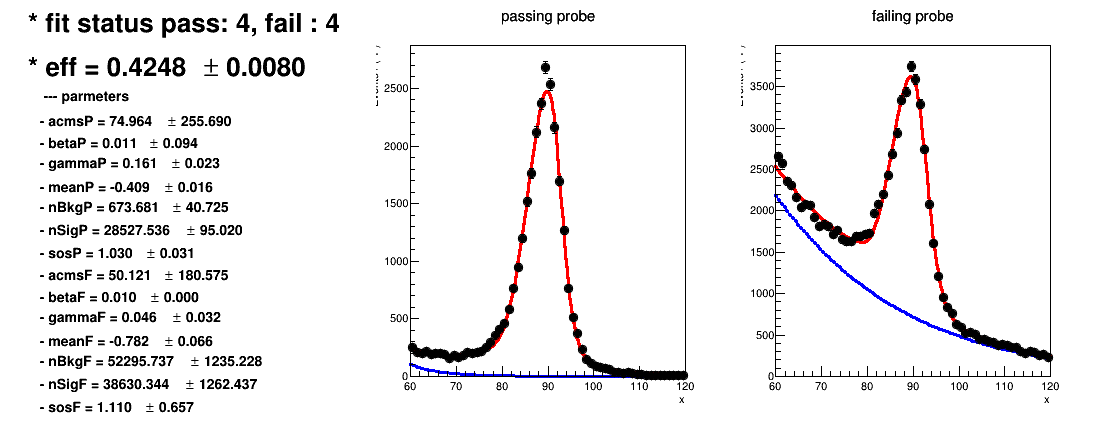 * fit status pass: 4, fail : 4
* eff = 0.4248 ± 0.0080
--- parmeters
- acmsP = 74.964 ± 255.690
- betaP = 0.011 ± 0.094
- gammaP = 0.161 ± 0.023
- meanP = -0.409 ± 0.016
- nBkgP = 673.681 ± 40.725
- nSigP = 28527.536 ± 95.020
- sosP = 1.030 ± 0.031
- acmsF = 50.121 ± 180.575
- betaF = 0.010 ± 0.000
- gammaF = 0.046 ± 0.032
- meanF = -0.782 ± 0.066
- nBkgF = 52295.737 ± 1235.228
- nSigF = 38630.344 ± 1262.437
- sosF = 1.110 ± 0.657
passing probe
2500
2000
1500
1000
500
0
60 70 80 90 100 110 120
x
failing probe
3500
3000
2500
2000
1500
1000
500
0
60 70 80 90 100 110 120
x